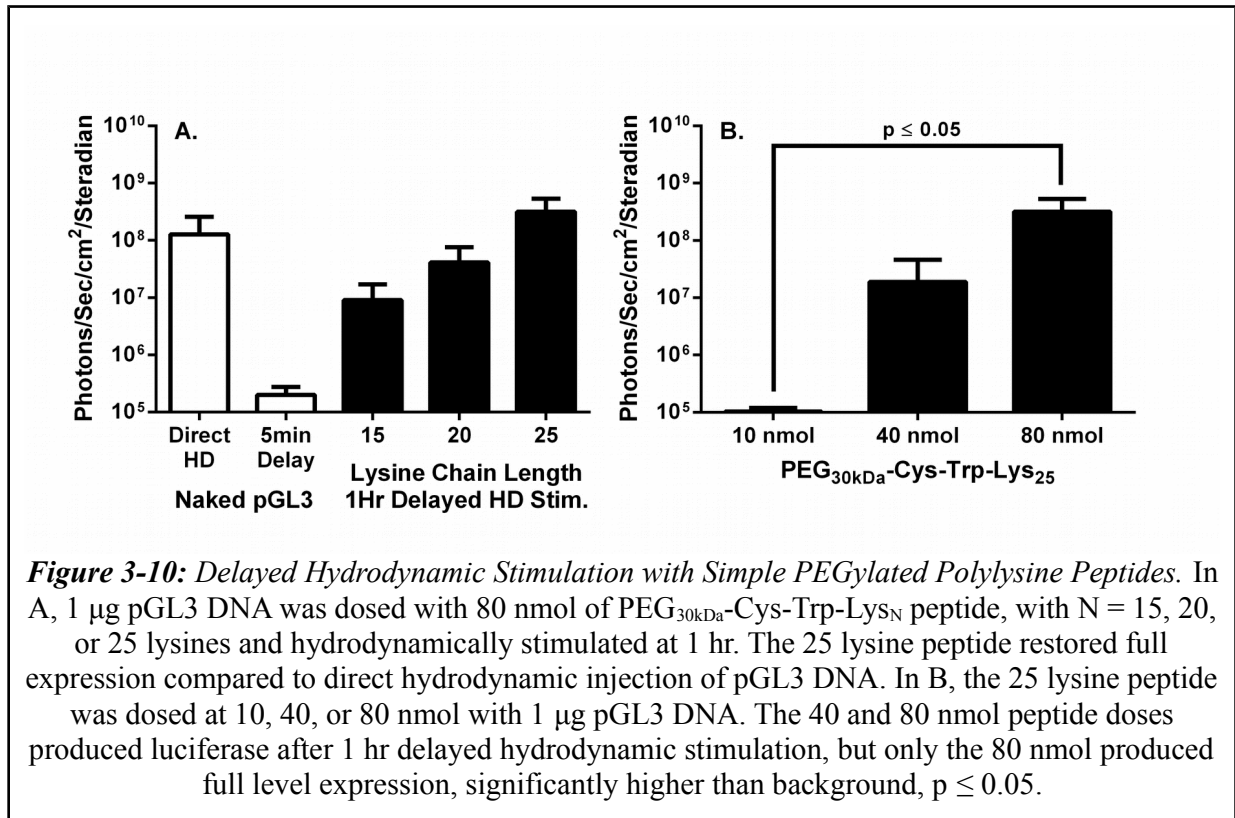 A.
Photons/Sec/cm²/Steradian
10¹⁰
10⁹
10⁸
10⁷
10⁶
10⁵
Direct HD
5min Delay
15
20
25
Naked pGL3
Lysine Chain Length
1Hr Delayed HD Stim.
B.
p ≤ 0.05
Photons/Sec/cm²/Steradian
10¹⁰
10⁹
10⁸
10⁷
10⁶
10⁵
10 nmol
40 nmol
80 nmol
PEG₃₀ₖDₐ-Cys-Trp-Lys₂₅
Figure 3-10: Delayed Hydrodynamic Stimulation with Simple PEGylated Polylysine Peptides. In
A, 1 μg pGL3 DNA was dosed with 80 nmol of PEG₃₀ₖDₐ-Cys-Trp-Lys_N peptide, with N = 15, 20,
or 25 lysines and hydrodynamically stimulated at 1 hr. The 25 lysine peptide restored full
expression compared to direct hydrodynamic injection of pGL3 DNA. In B, the 25 lysine peptide
was dosed at 10, 40, or 80 nmol with 1 μg pGL3 DNA. The 40 and 80 nmol peptide doses
produced luciferase after 1 hr delayed hydrodynamic stimulation, but only the 80 nmol produced
full level expression, significantly higher than background, p ≤ 0.05.